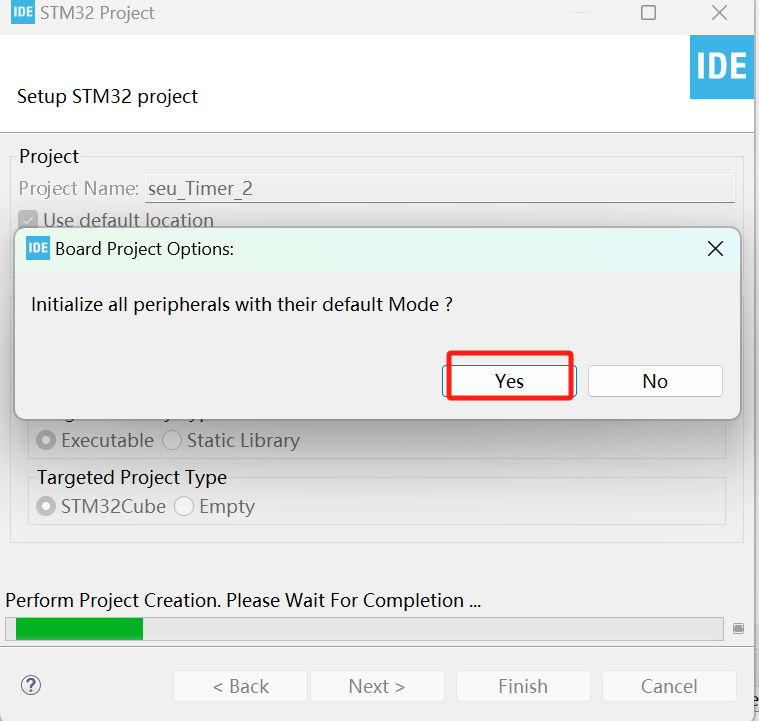 IDE STM32 Project
IDE
Setup STM32 project
Project
Project Name: seu_Timer_2
Use default location
IDE Board Project Options:
Initialize all peripherals with their default Mode ?
Yes No
Executable Static Library
Targeted Project Type
STM32Cube Empty
Perform Project Creation. Please Wait For Completion ...
? < Back Next > Finish Cancel